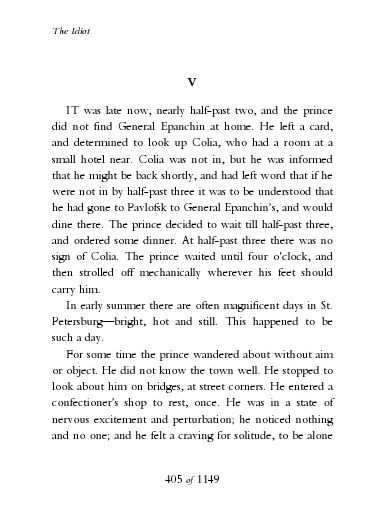 The Idiot
V
IT was late now, nearly half-past two, and the prince
did not find General Epanchin at home. He left a card,
and determined to look up Colia, who had a room at a
small hotel near. Colia was not in, but he was informed
that he might be back shortly, and had left word that if he
were not in by half-past three it was to be understood that
he had gone to Pavlofsk to General Epanchin's, and would
dine there. The prince decided to wait till half-past three,
and ordered some dinner. At half-past three there was no
sign of Colia. The prince waited until four o'clock, and
then strolled off mechanically wherever his feet should
carry him.
In early summer there are often magnificent days in St.
Petersburg—bright, hot and still. This happened to be
such a day.
For some time the prince wandered about without aim
or object. He did not know the town well. He stopped to
look about him on bridges, at street corners. He entered a
confectioner's shop to rest, once. He was in a state of
nervous excitement and perturbation; he noticed nothing
and no one; and he felt a craving for solitude, to be alone
405 of 1149